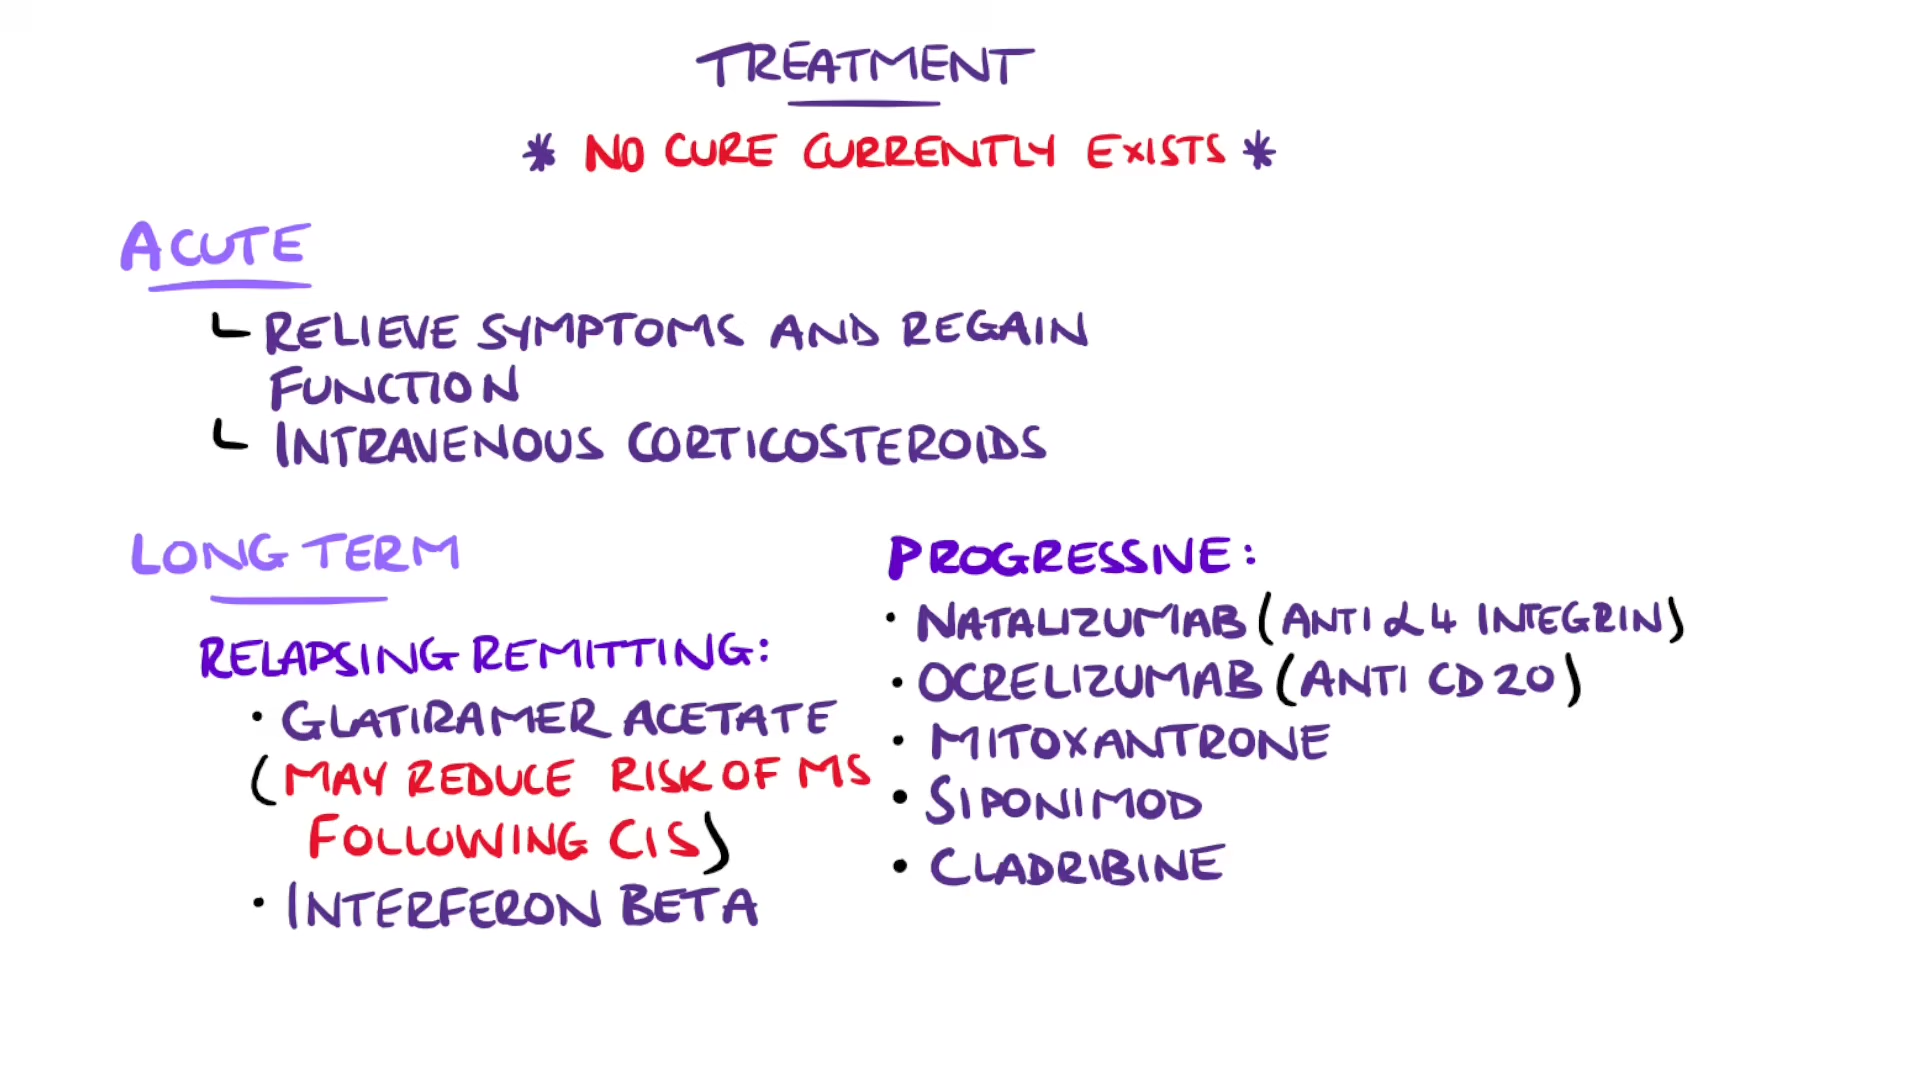 TREATMENT
* NO CURE CURRENTLY EXISTS *
ACUTE
RELIEVE SYMPTOMS AND REGAIN
FUNCTION
INTRAVENOUS CORTICOSTEROIDS
LONG TERM
RELAPSING REMITTING:
• GLATIRAMER ACETATE
(MAY REDUCE RISK OF MS
FOLLOWING CIS)
• INTERFERON BETA
PROGRESSIVE:
• NATALIZUMAB (ANTI α4 INTEGRIN)
• OCRELIZUMAB (ANTI CD20)
• MITOXANTRONE
• SIPONIMOD
• CLADRIBINE